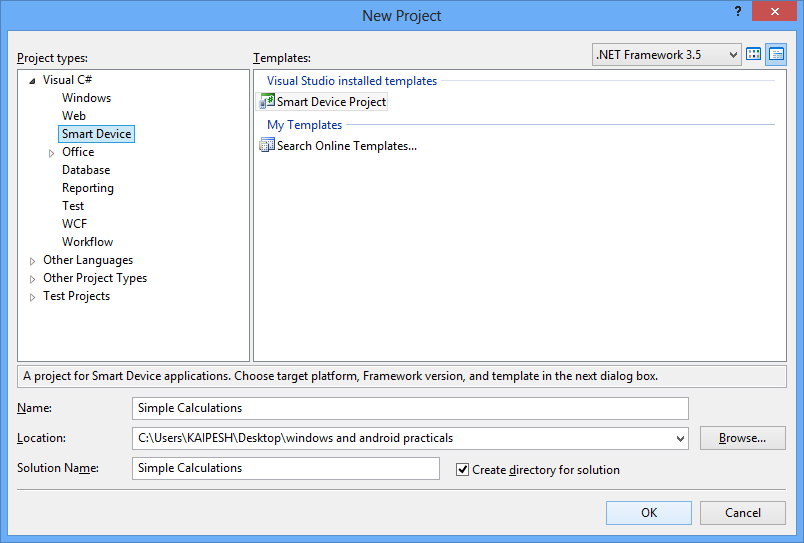 New Project
?
Project types:
Templates:
.NET Framework 3.5
Visual C#
Windows
Web
Smart Device
Office
Database
Reporting
Test
WCF
Workflow
Other Languages
Other Project Types
Test Projects
Visual Studio installed templates
Smart Device Project
My Templates
Search Online Templates...
A project for Smart Device applications. Choose target platform, Framework version, and template in the next dialog box.
Name:
Simple Calculations
Location:
C:\Users\KAIPESH\Desktop\windows and android practicals
Browse...
Solution Name:
Simple Calculations
Create directory for solution
OK
Cancel